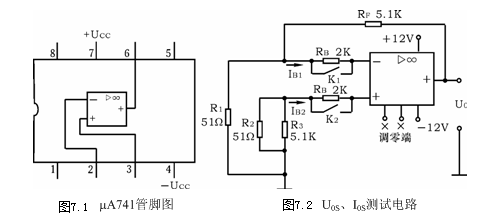 +UCC
8 7 6 5
− ▷∞
+
1 2 3 4
−UCC
图7.1 μA741管脚图
RF 5.1K
+12V
RB 2K
IB1
K1
− ▷∞
RB 2K
IB2
K2
+
R1
51Ω
R2
51Ω
R3
5.1K
调零端
−12V
UO
图7.2 U0S、I0S测试电路